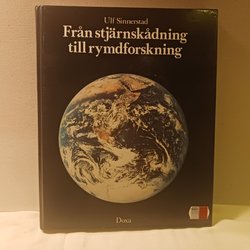 Ulf Sinnerstad
Från stjärnskådning
till rymdforskning
Doxa